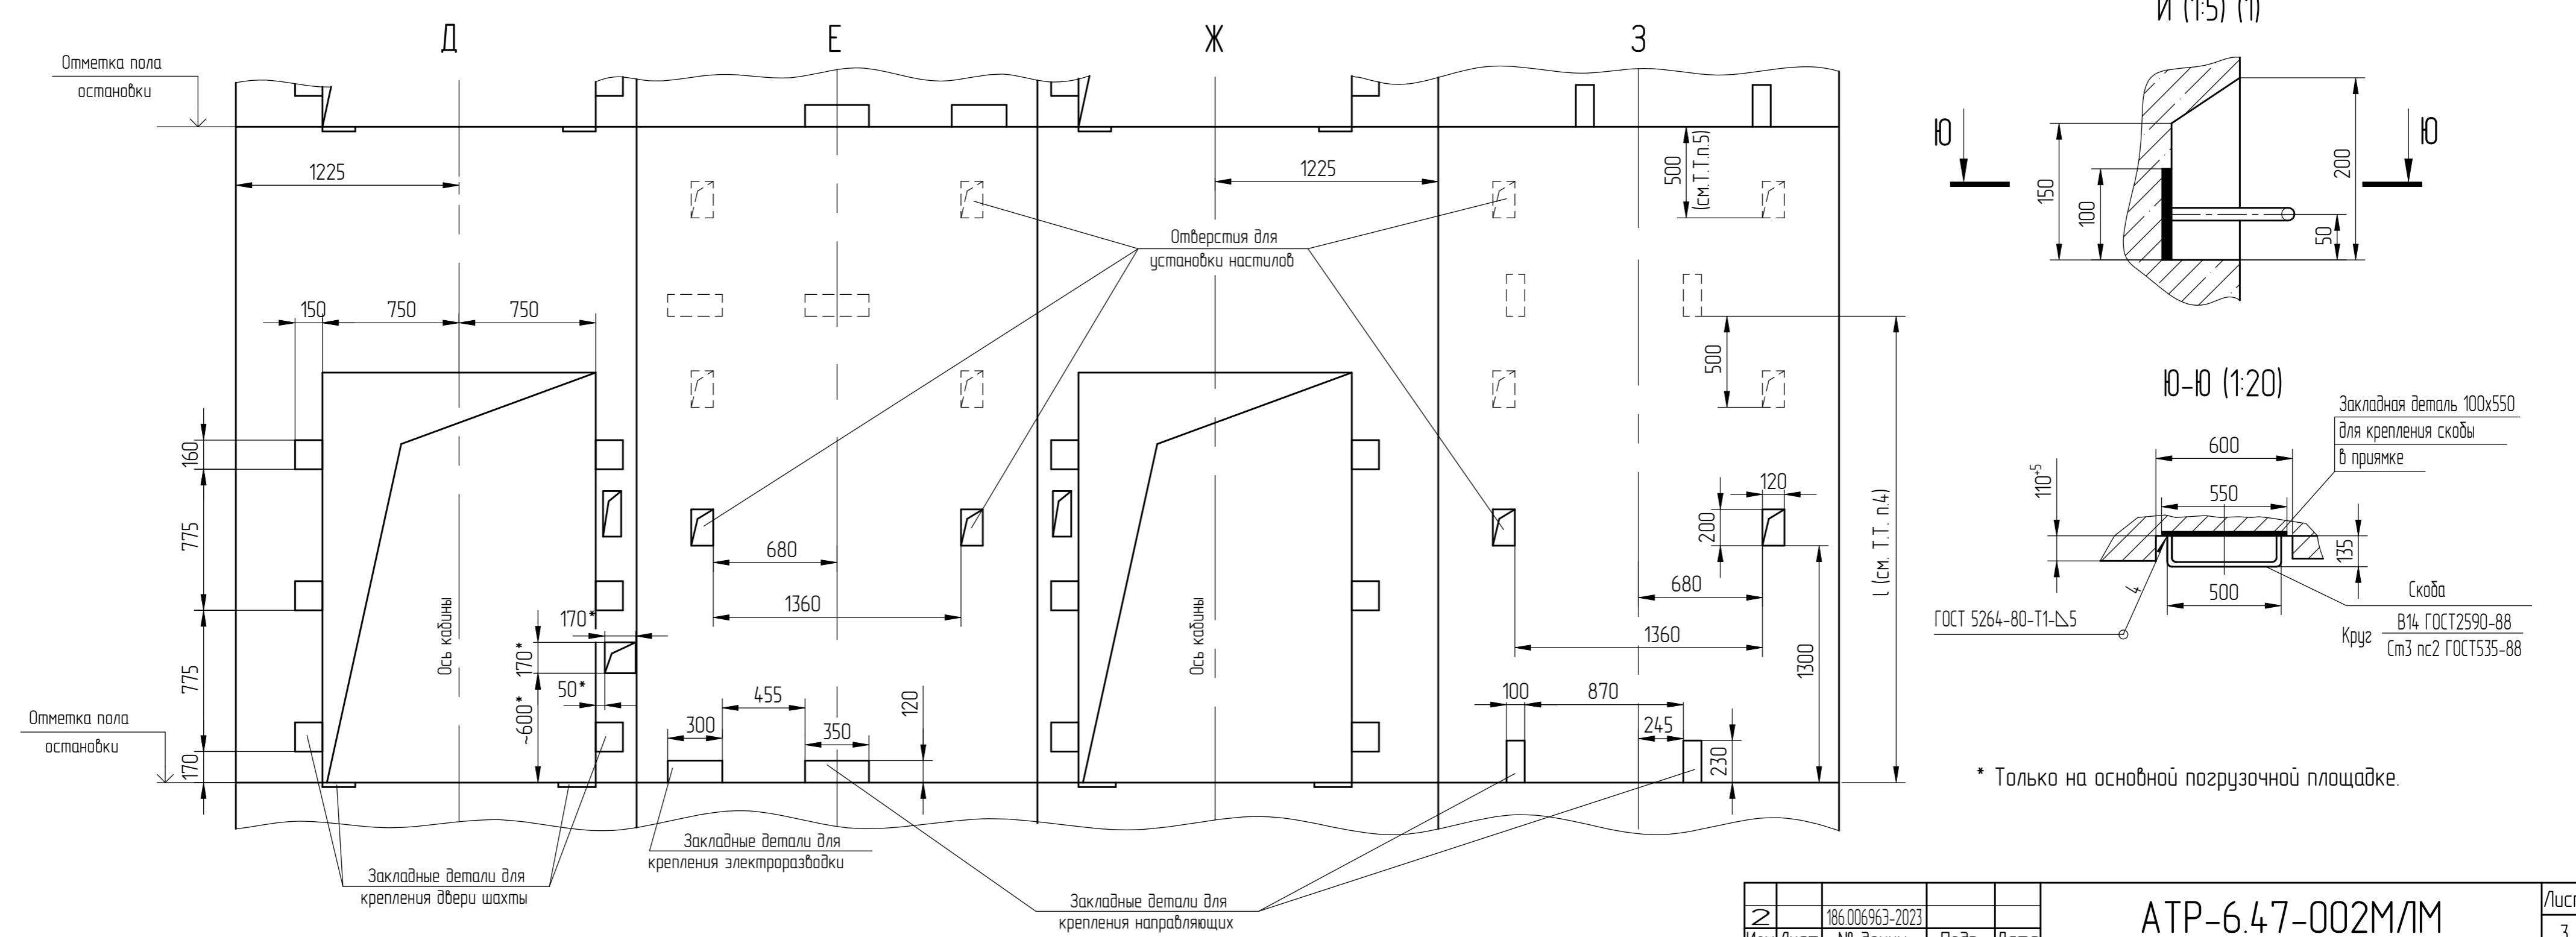 Д
Е
Ж
З
И (1:5) (1)
Отметка пола
остановки
1225
1225
500
(см.Т.Т.п.5)
Отверстия для
установки настилов
150
750
750
160
775
775
170
Ось кабины
170*
170*
50*
~600*
680
1360
455
300
350
120
Ось кабины
500
120
200
680
1360
1300
100
870
245
230
l (см. Т.Т. п.4)
Отметка пола
остановки
Закладные детали для
крепления двери шахты
Закладные детали для
крепления электроразводки
Закладные детали для
крепления направляющих
Ю
Ю
150
100
200
50
Ю-Ю (1:20)
Закладная деталь 100х550
для крепления скобы
в приямке
600
550
110+5
135
500
4
ГОСТ 5264-80-Т1-⊿5
Скоба
Круг
В14 ГОСТ2590-88
Ст3 пс2 ГОСТ535-88
* Только на основной погрузочной площадке.
2
186.006963-2023
АТР-6.47-002М/ЛМ